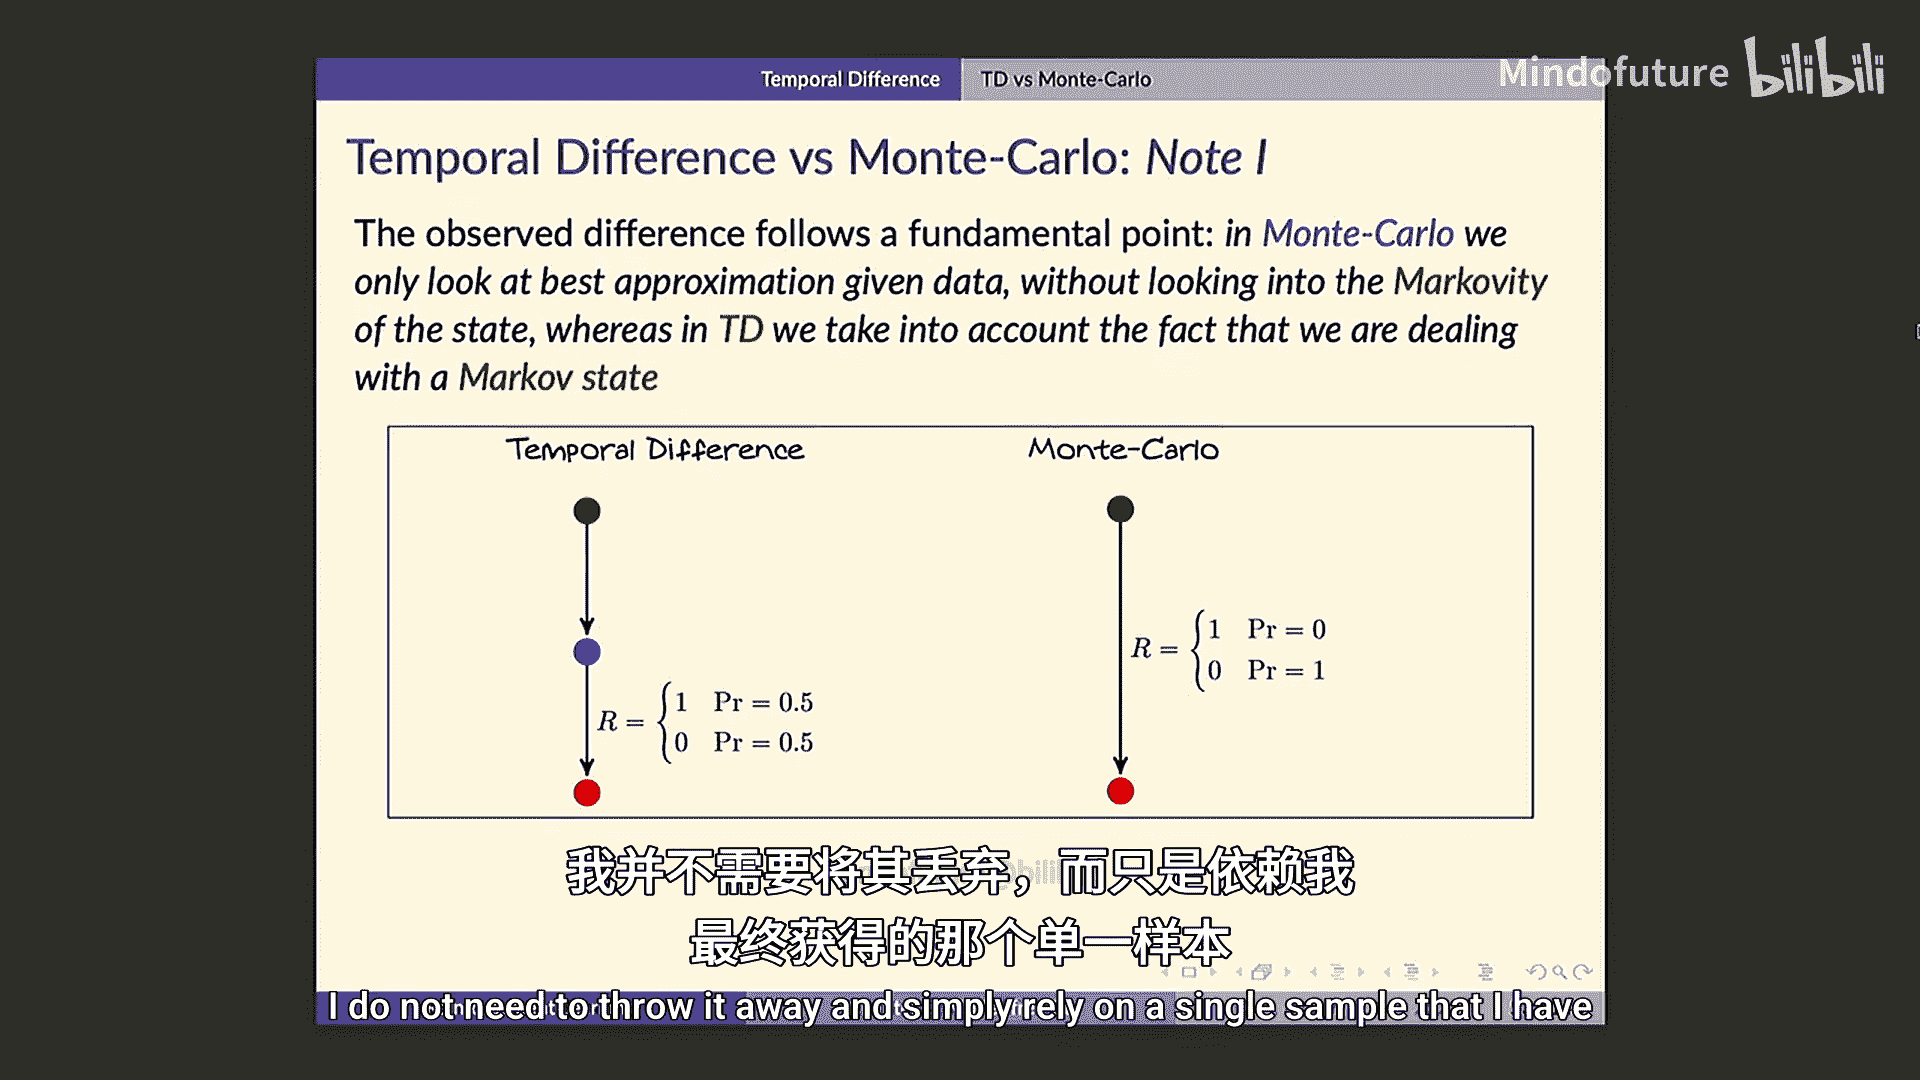 Temporal Difference
TD vs Monte-Carlo
Mindofuture bilibili
Temporal Difference vs Monte-Carlo: Note I
The observed difference follows a fundamental point: in Monte-Carlo we
only look at best approximation given data, without looking into the Markovity
of the state, whereas in TD we take into account the fact that we are dealing
with a Markov state
Temporal Difference
R = { 1 Pr = 0.5
0 Pr = 0.5
Monte-Carlo
R = { 1 Pr = 0
0 Pr = 1
我并不需要将其丢弃，而只是依赖我
最终获得的那个单一样本
I do not need to throw it away and simply rely on a single sample that I have